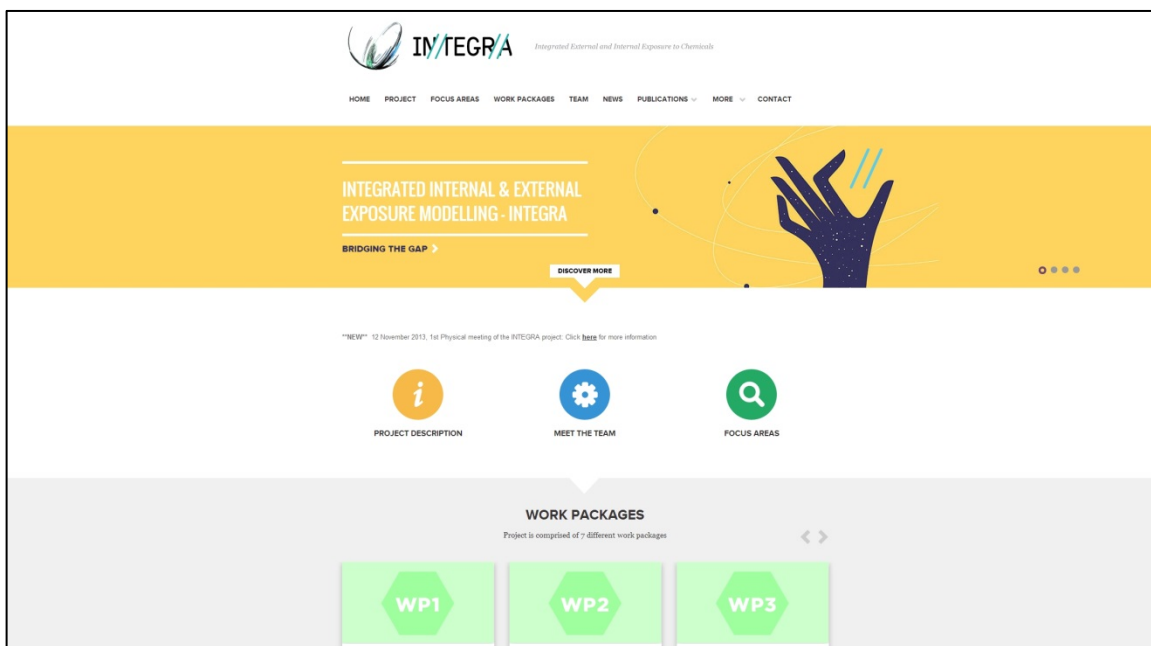 IN//TEGR/A
Integrated External and Internal Exposure to Chemicals
HOME PROJECT FOCUS AREAS WORK PACKAGES TEAM NEWS PUBLICATIONS MORE CONTACT
INTEGRATED INTERNAL & EXTERNAL
EXPOSURE MODELLING - INTEGRA
BRIDGING THE GAP
DISCOVER MORE
**NEW** 12 November 2013, 1st Physical meeting of the INTEGRA project. Click here for more information
PROJECT DESCRIPTION MEET THE TEAM FOCUS AREAS
WORK PACKAGES
Project is comprised of 7 different work packages
WP1 WP2 WP3